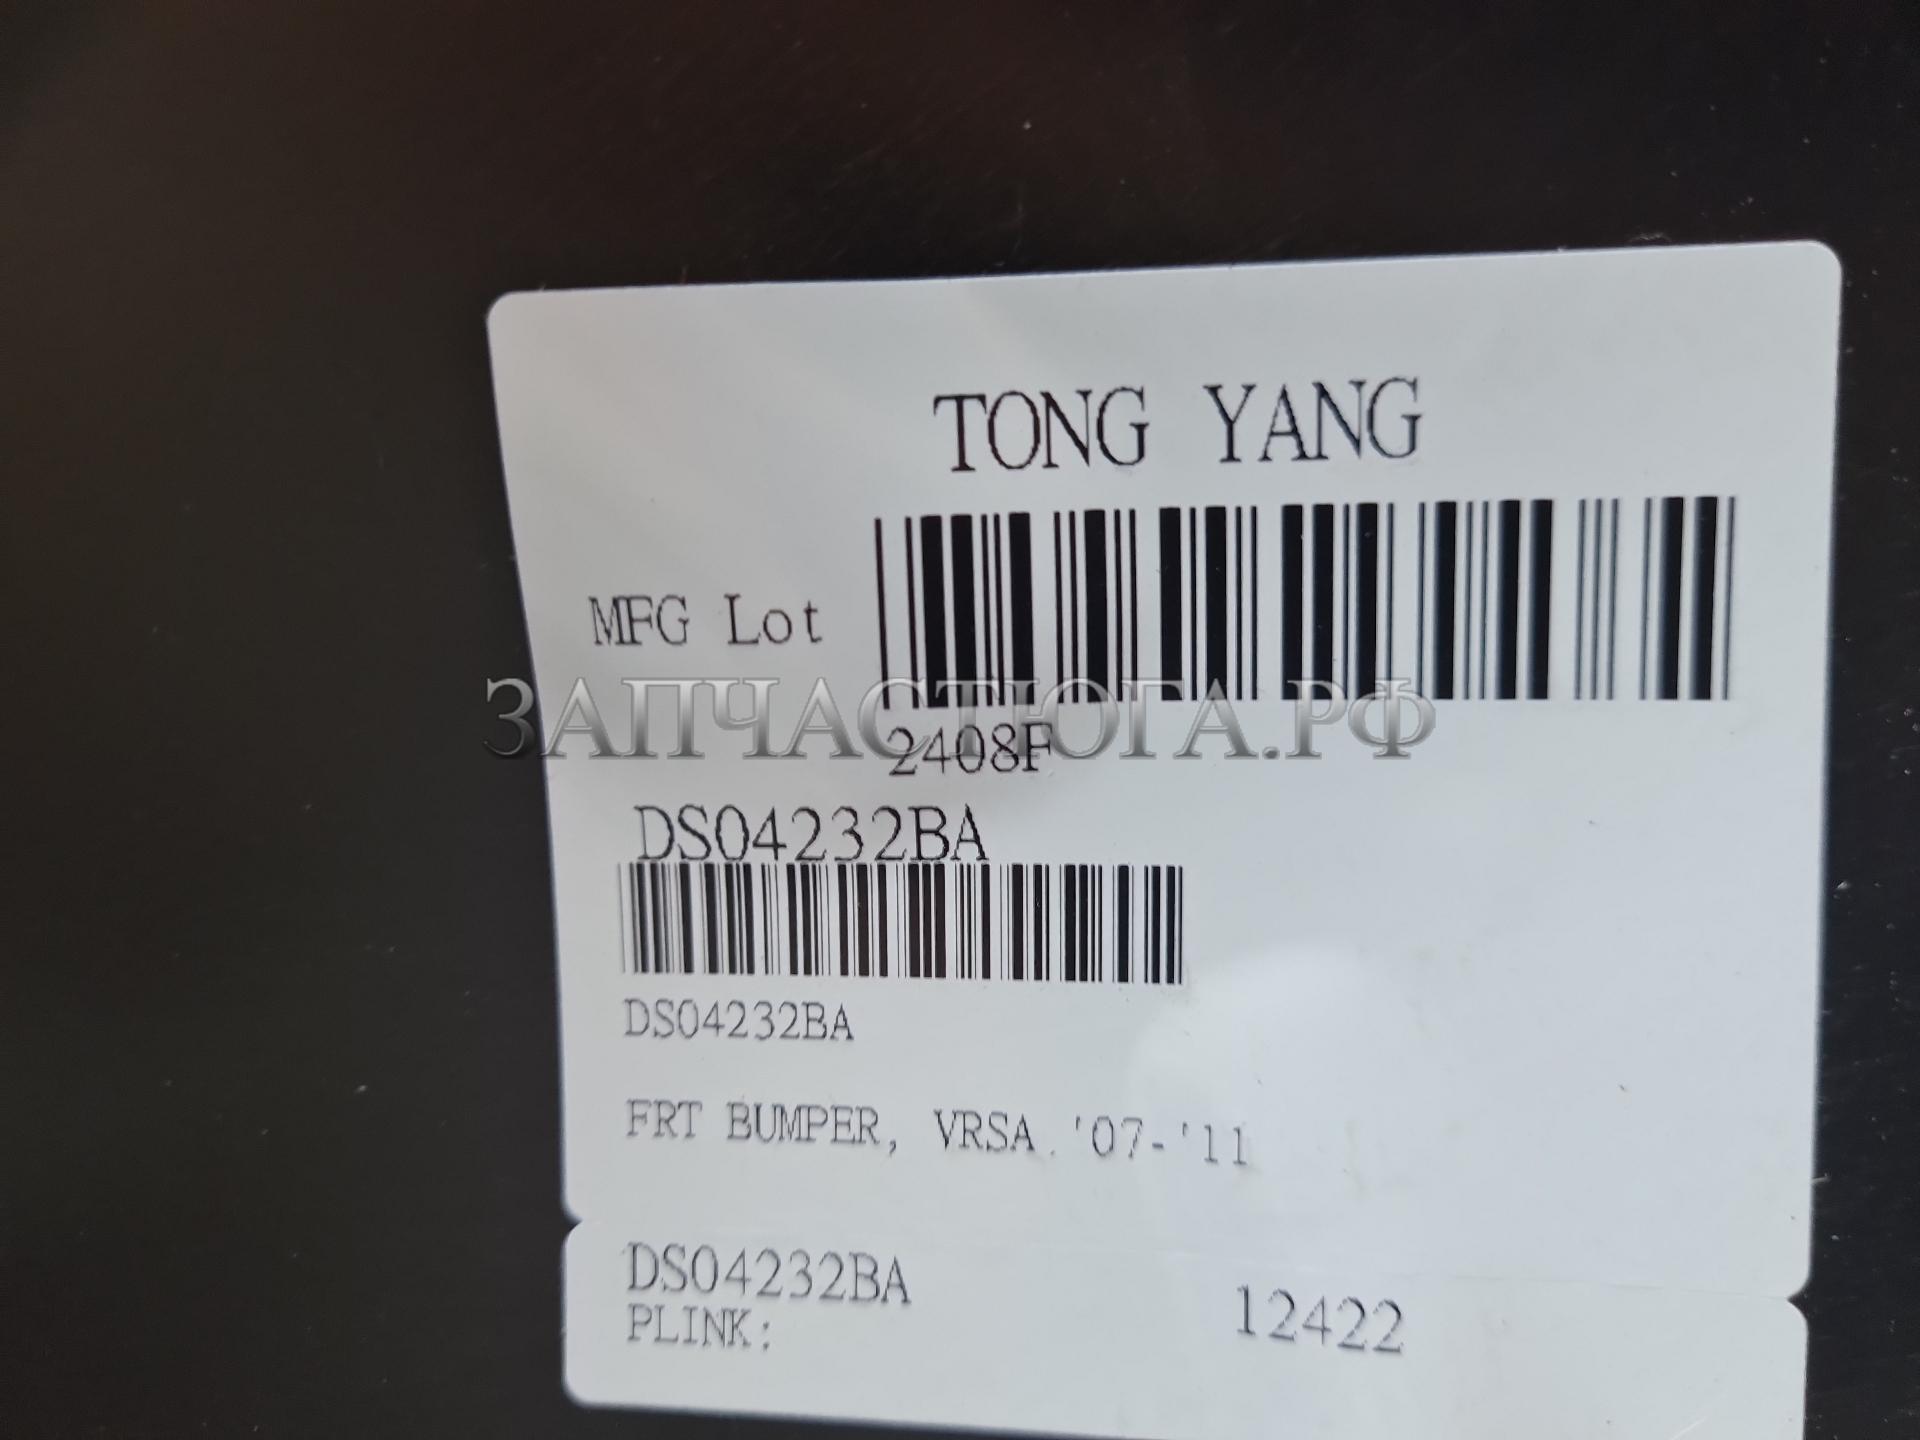 TONG YANG
MFG Lot
ЗАПЧАСТЮГА.РФ
2408F
DS04232BA
DS04232BA
FRT BUMPER, VRSA. '07-'11
DS04232BA
12422
PLINK: